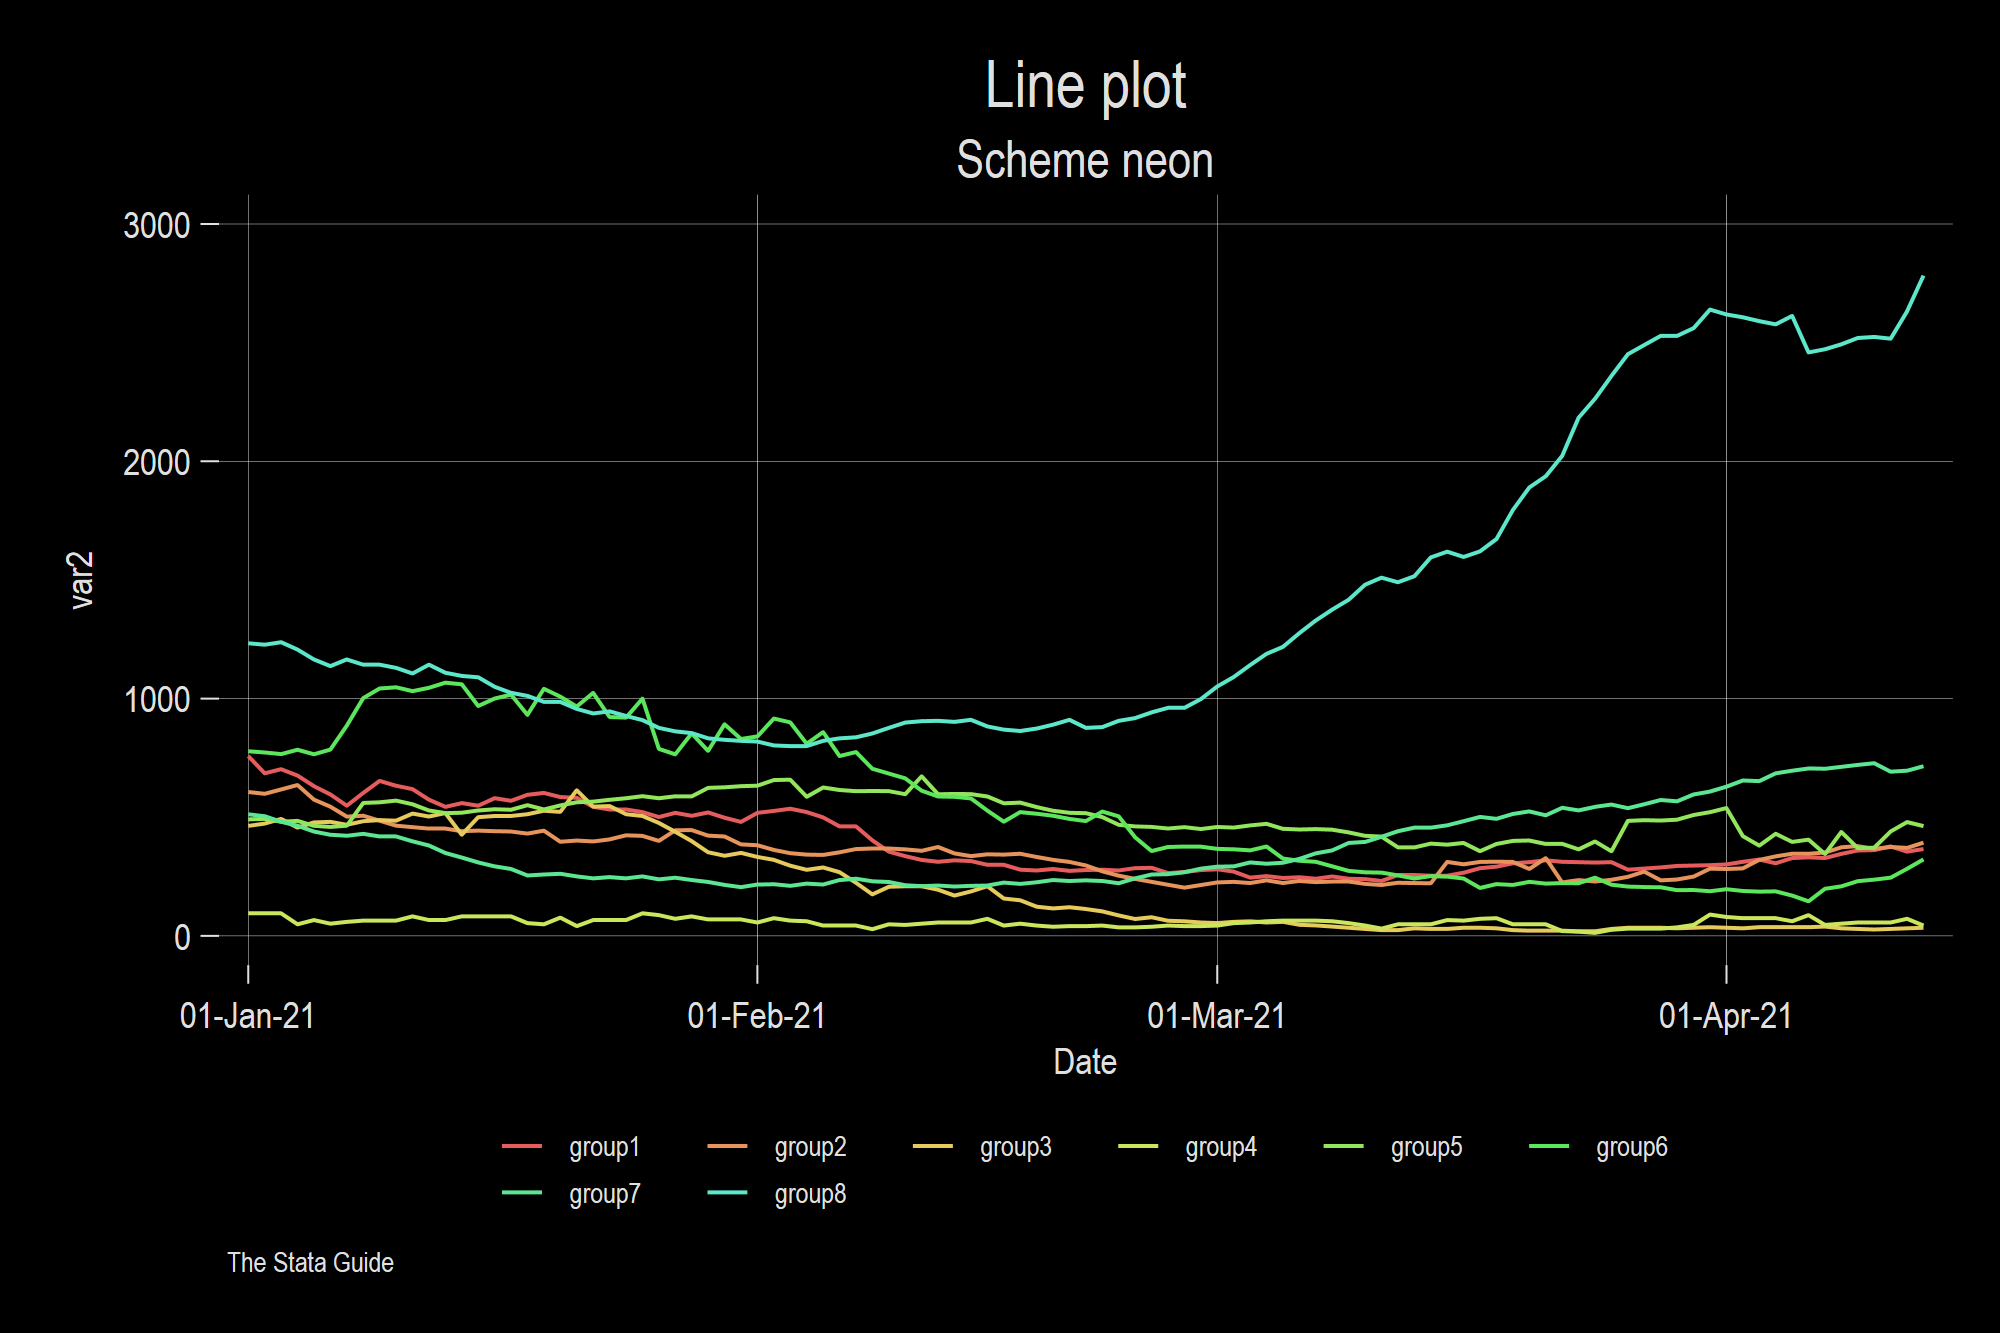 Line plot
Scheme neon
3000
2000
1000
0
var2
01-Jan-21 01-Feb-21 01-Mar-21 01-Apr-21
Date
group1 group2 group3 group4 group5 group6
group7 group8
The Stata Guide